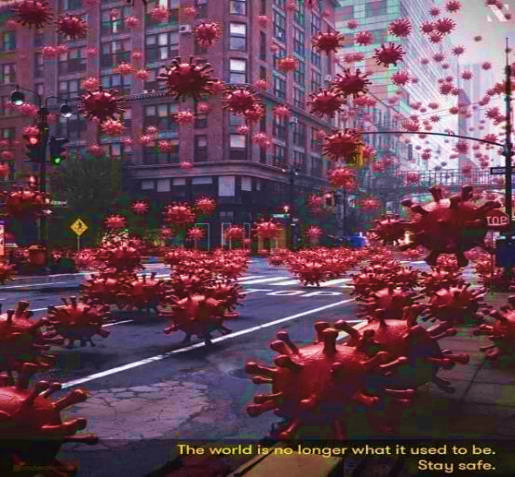 The world is no longer what it used to be.
Stay safe.